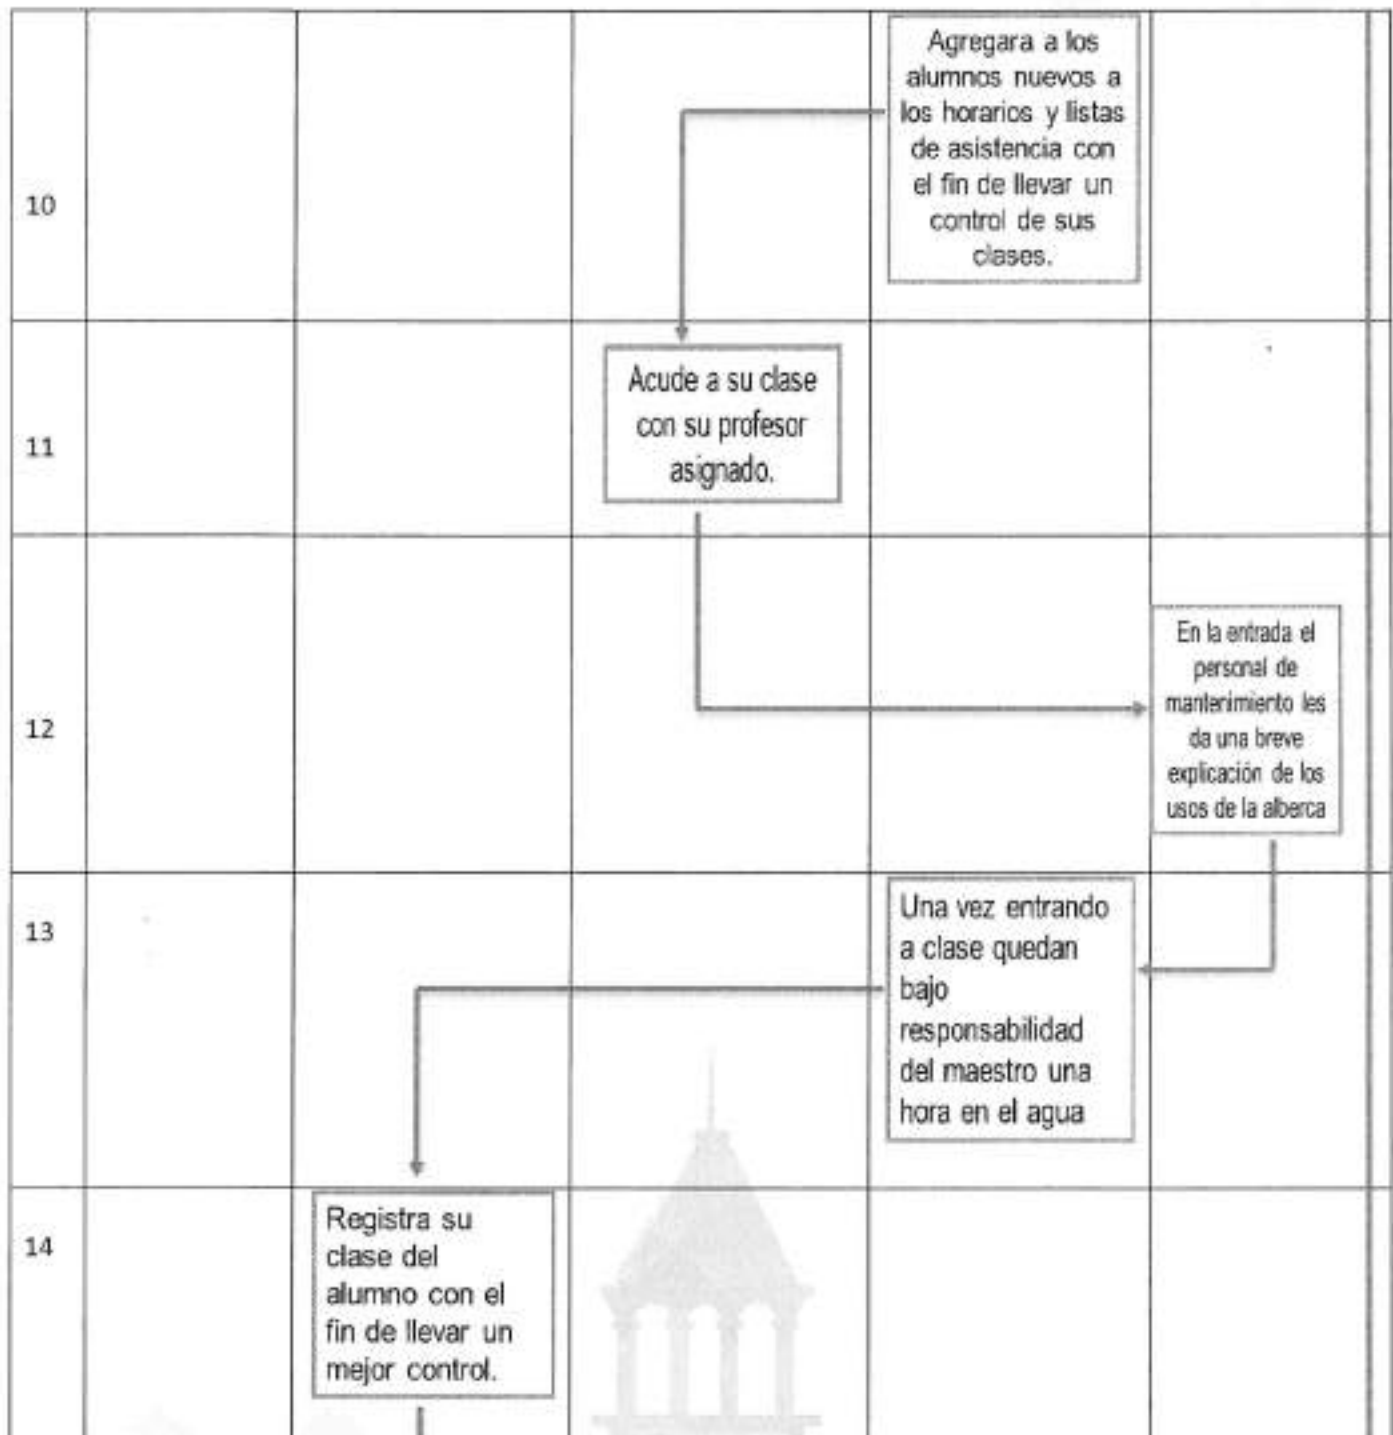 Agregara a los
alumnos nuevos a
los horarios y listas
de asistencia con
el fin de llevar un
control de sus
clases.
10
Acude a su clase
con su profesor
asignado.
11
En la entrada el
personal de
mantenimiento les
da una breve
explicación de los
usos de la alberca
12
Una vez entrando
a clase quedan
bajo
responsabilidad
del maestro una
hora en el agua
13
Registra su
clase del
alumno con el
fin de llevar un
mejor control.
14